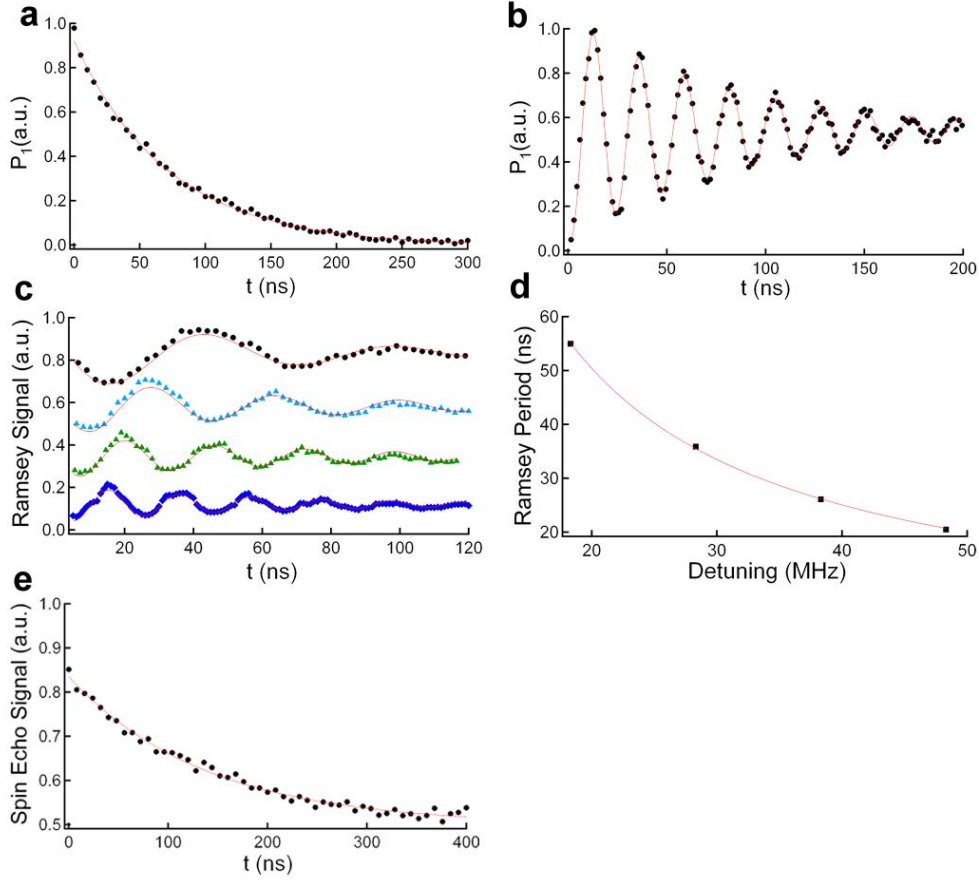 a
1.0
0.8
0.6
0.4
0.2
0.0
P1(a.u.)
0 50 100 150 200 250 300
t (ns)
b
1.0
0.8
0.6
0.4
0.2
0.0
P1(a.u.)
0 50 100 150 200
t (ns)
c
1.0
0.8
0.6
0.4
0.2
0.0
Ramsey Signal (a.u.)
20 40 60 80 100 120
t (ns)
d
60
50
40
30
20
Ramsey Period (ns)
20 30 40 50
Detuning (MHz)
e
1.0
0.9
0.8
0.7
0.6
0.5
Spin Echo Signal (a.u.)
0 100 200 300 400
t (ns)